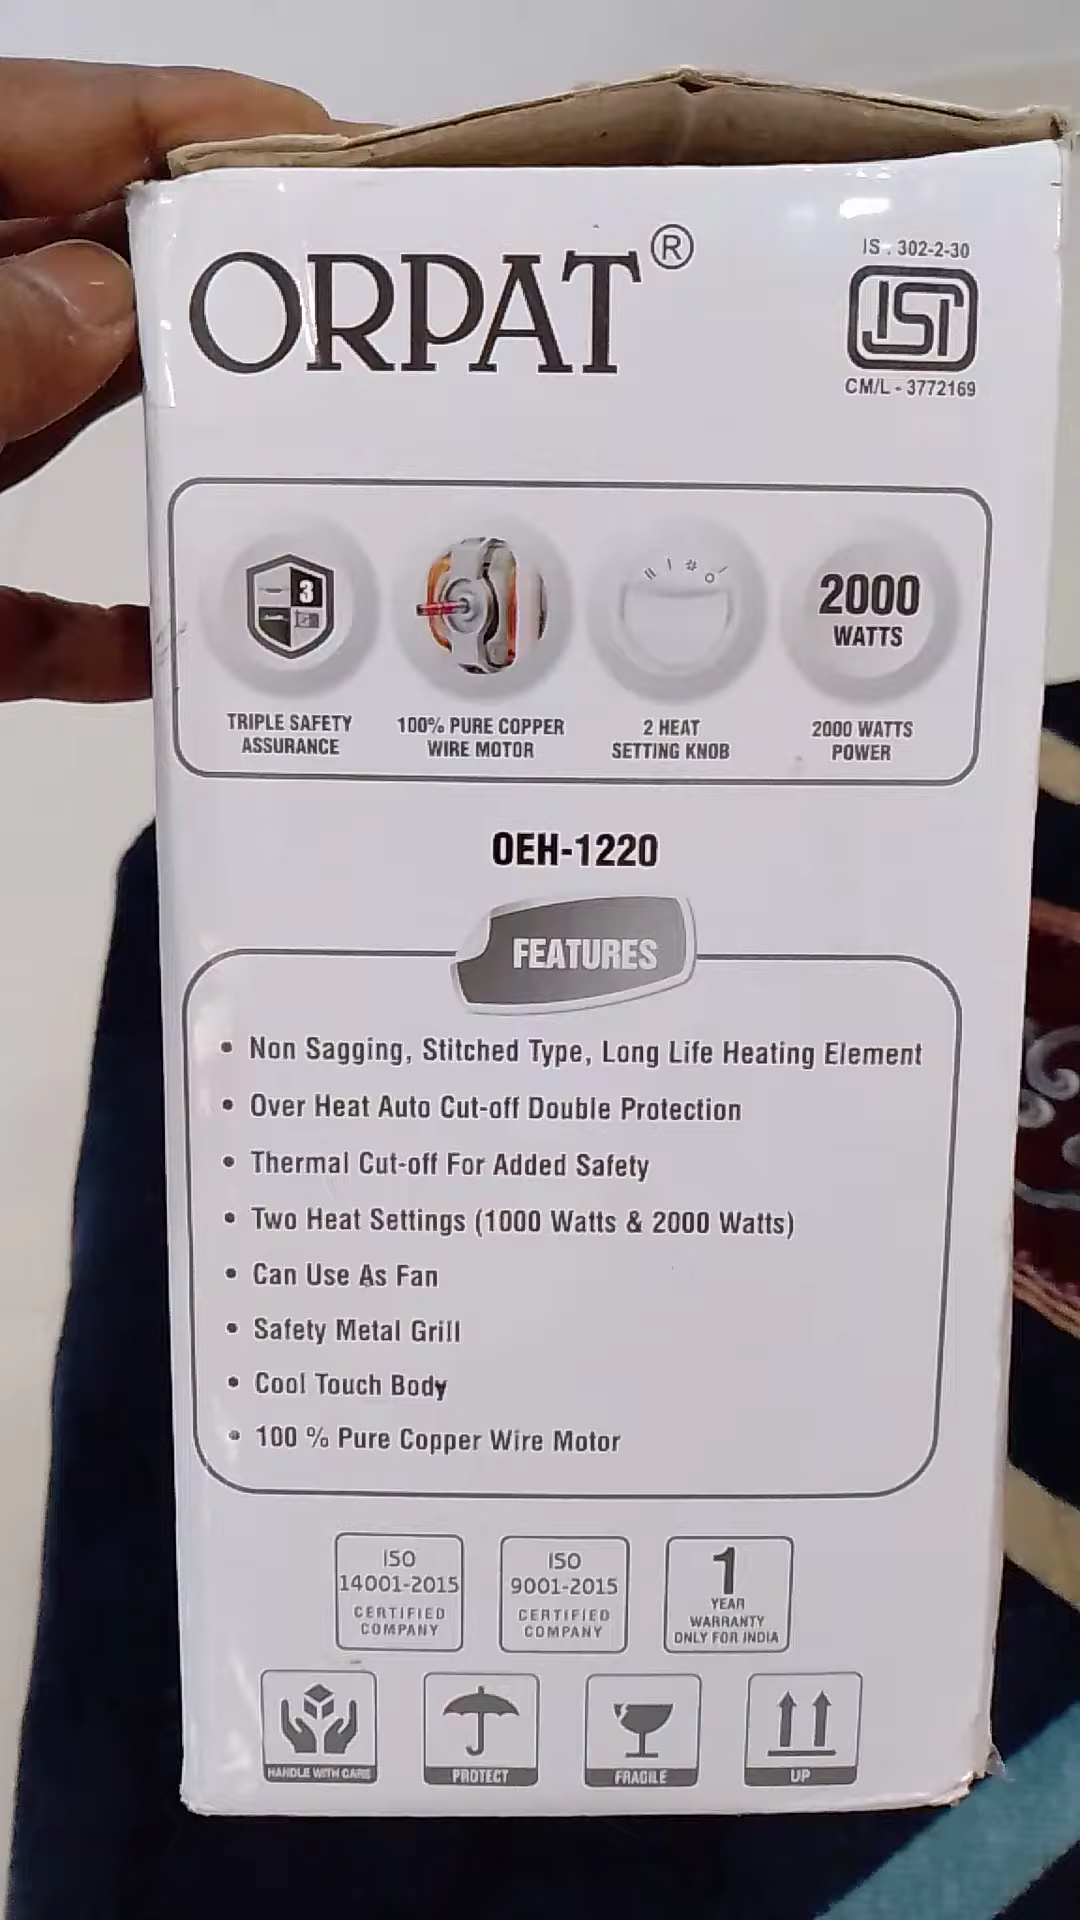 ORPAT®
IS : 302-2-30
ISI
CM/L - 3772169
3
2000
WATTS
TRIPLE SAFETY
ASSURANCE
100% PURE COPPER
WIRE MOTOR
2 HEAT
SETTING KNOB
2000 WATTS
POWER
OEH-1220
FEATURES
• Non Sagging, Stitched Type, Long Life Heating Element
• Over Heat Auto Cut-off Double Protection
• Thermal Cut-off For Added Safety
• Two Heat Settings (1000 Watts & 2000 Watts)
• Can Use As Fan
• Safety Metal Grill
• Cool Touch Body
• 100 % Pure Copper Wire Motor
ISO
14001-2015
CERTIFIED
COMPANY
ISO
9001-2015
CERTIFIED
COMPANY
1
YEAR
WARRANTY
ONLY FOR INDIA
HANDLE WITH CARE
PROTECT
FRAGILE
UP